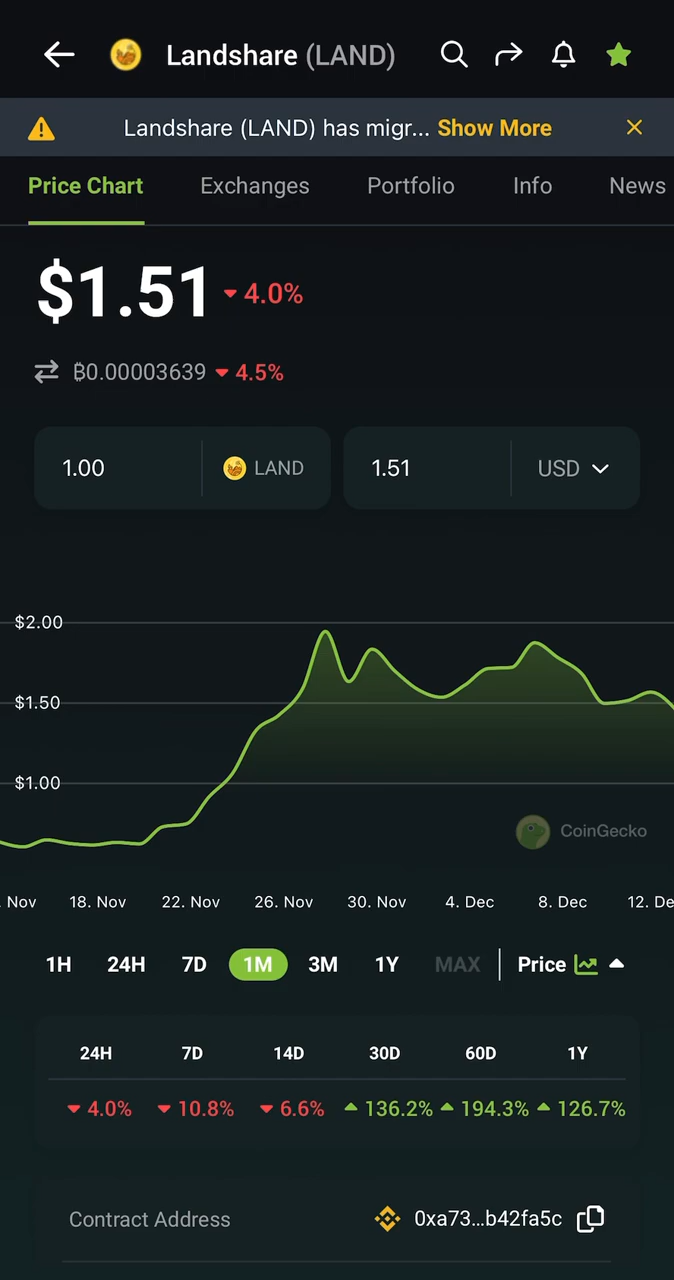 Landshare (LAND)
Landshare (LAND) has migr... Show More
Price Chart Exchanges Portfolio Info News
$1.51 4.0%
₿0.00003639 4.5%
1.00 LAND 1.51 USD
$2.00
$1.50
$1.00
CoinGecko
. Nov 18. Nov 22. Nov 26. Nov 30. Nov 4. Dec 8. Dec 12. De
1H 24H 7D 1M 3M 1Y MAX Price
24H 7D 14D 30D 60D 1Y
4.0% 10.8% 6.6% 136.2% 194.3% 126.7%
Contract Address 0xa73...b42fa5c